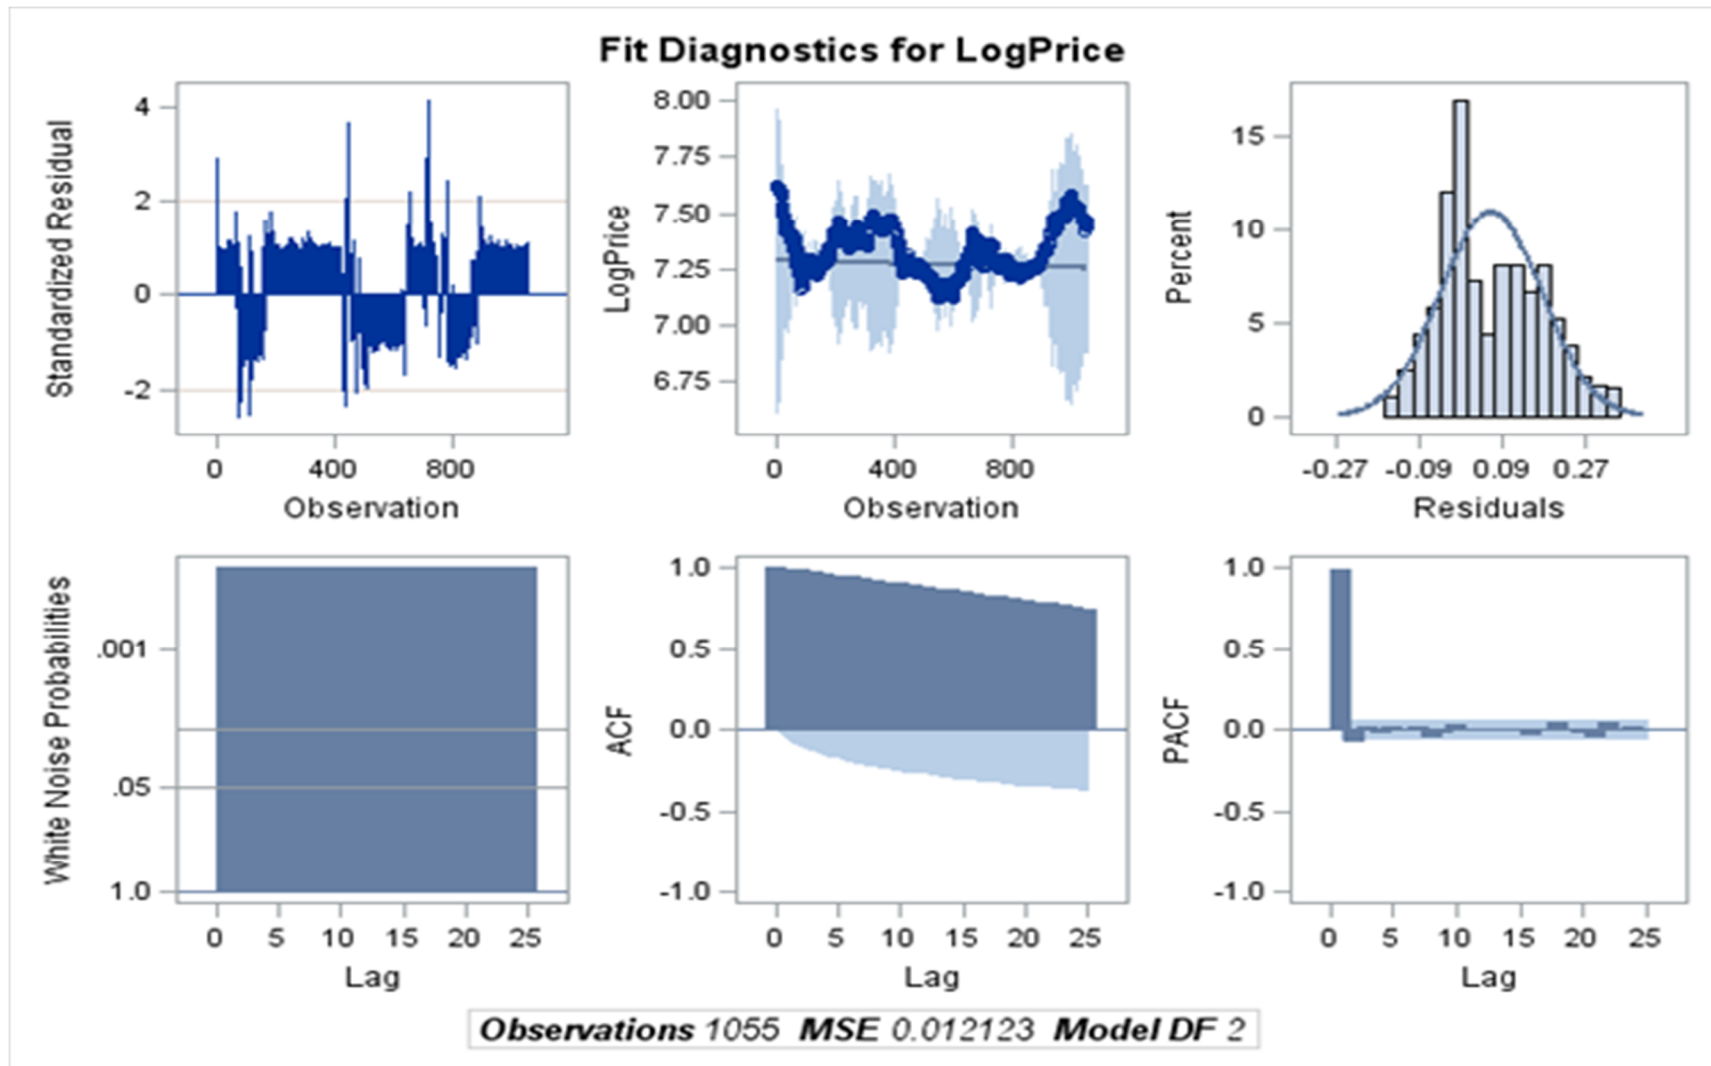 Fit Diagnostics for LogPrice
Standardized Residual
4
2
0
-2
0 400 800
Observation
LogPrice
8.00
7.75
7.50
7.25
7.00
6.75
0 400 800
Observation
Percent
15
10
5
0
-0.27 -0.09 0.09 0.27
Residuals
White Noise Probabilities
.001
.05
1.0
0 5 10 15 20 25
Lag
ACF
1.0
0.5
0.0
-0.5
-1.0
0 5 10 15 20 25
Lag
PACF
1.0
0.5
0.0
-0.5
-1.0
0 5 10 15 20 25
Lag
Observations 1055 MSE 0.012123 Model DF 2